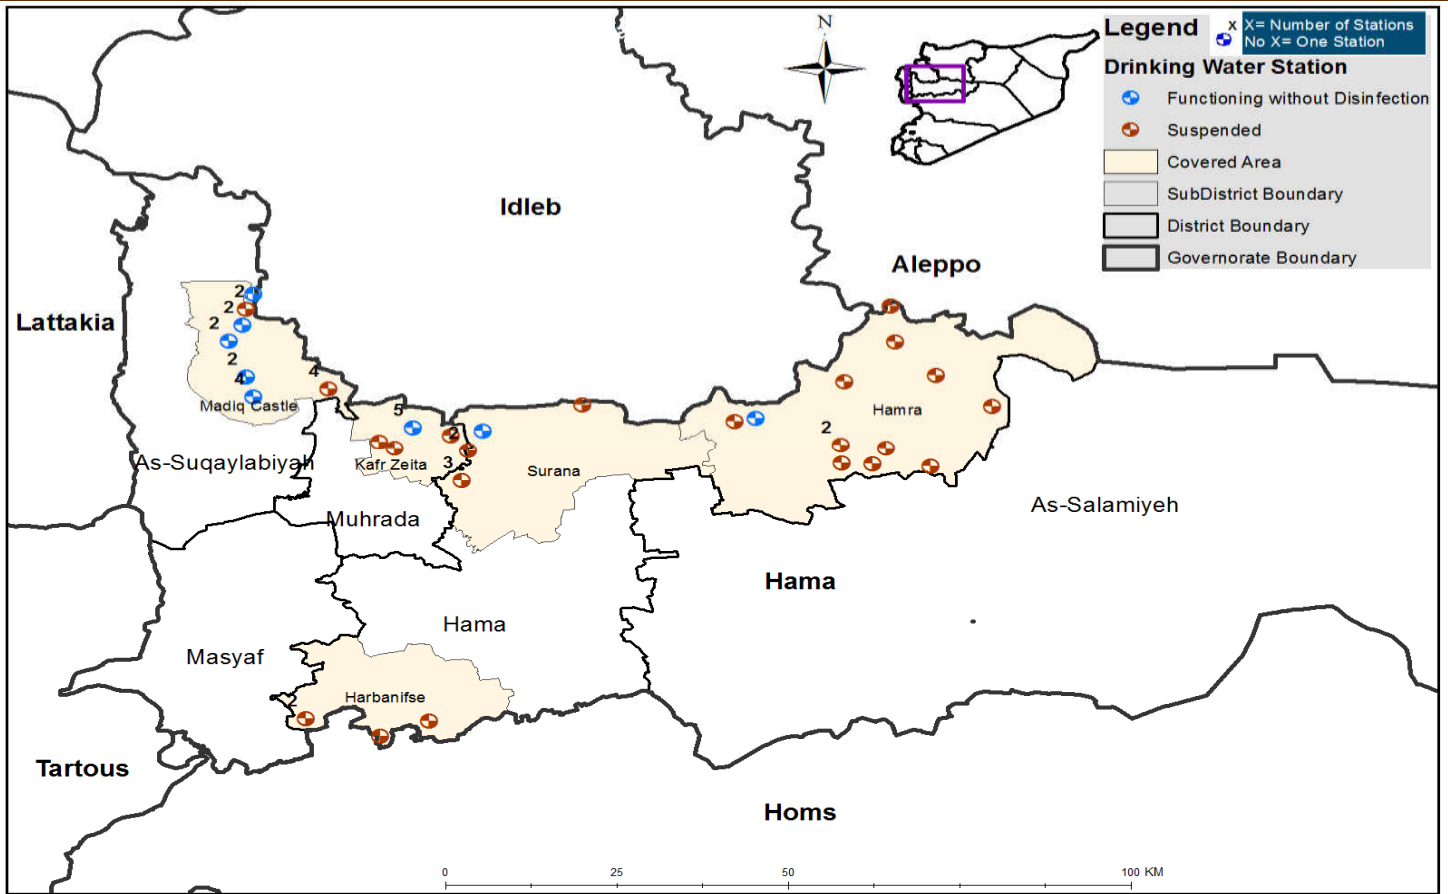 N
Legend
X X= Number of Stations
No X= One Station
Drinking Water Station
Functioning without Disinfection
Suspended
Covered Area
SubDistrict Boundary
District Boundary
Governorate Boundary
Idleb
Aleppo
Lattakia
2
2
2
2
4
Madiq Castle
4
5
2
3
Kafr Zeita
Surana
Hamra
2
As-Suqaylabiyah
Muhrada
As-Salamiyeh
Hama
Hama
Masyaf
Harbanifse
2
Tartous
Homs
0 25 50 100 KM